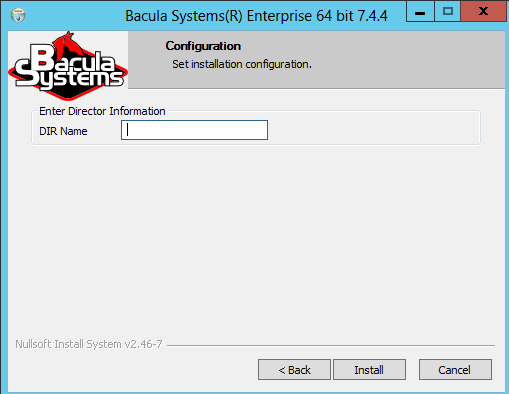 Bacula Systems(R) Enterprise 64 bit 7.4.4
Bacula
Systems
Configuration
Set installation configuration.
Enter Director Information
DIR Name
Nullsoft Install System v2.46-7
< Back
Install
Cancel